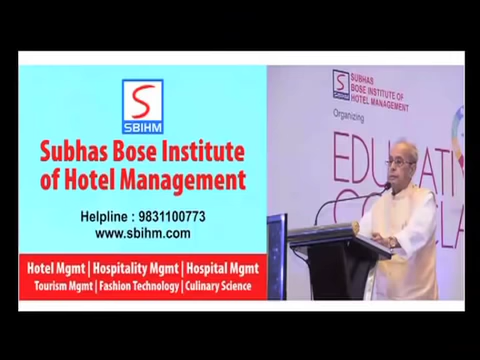 S
SBIHM
Subhas Bose Institute
of Hotel Management
Helpline : 9831100773
www.sbihm.com
Hotel Mgmt | Hospitality Mgmt | Hospital Mgmt
Tourism Mgmt | Fashion Technology | Culinary Science
S
SBIHM
SUBHAS
BOSE INSTITUTE OF
HOTEL MANAGEMENT
Organizing